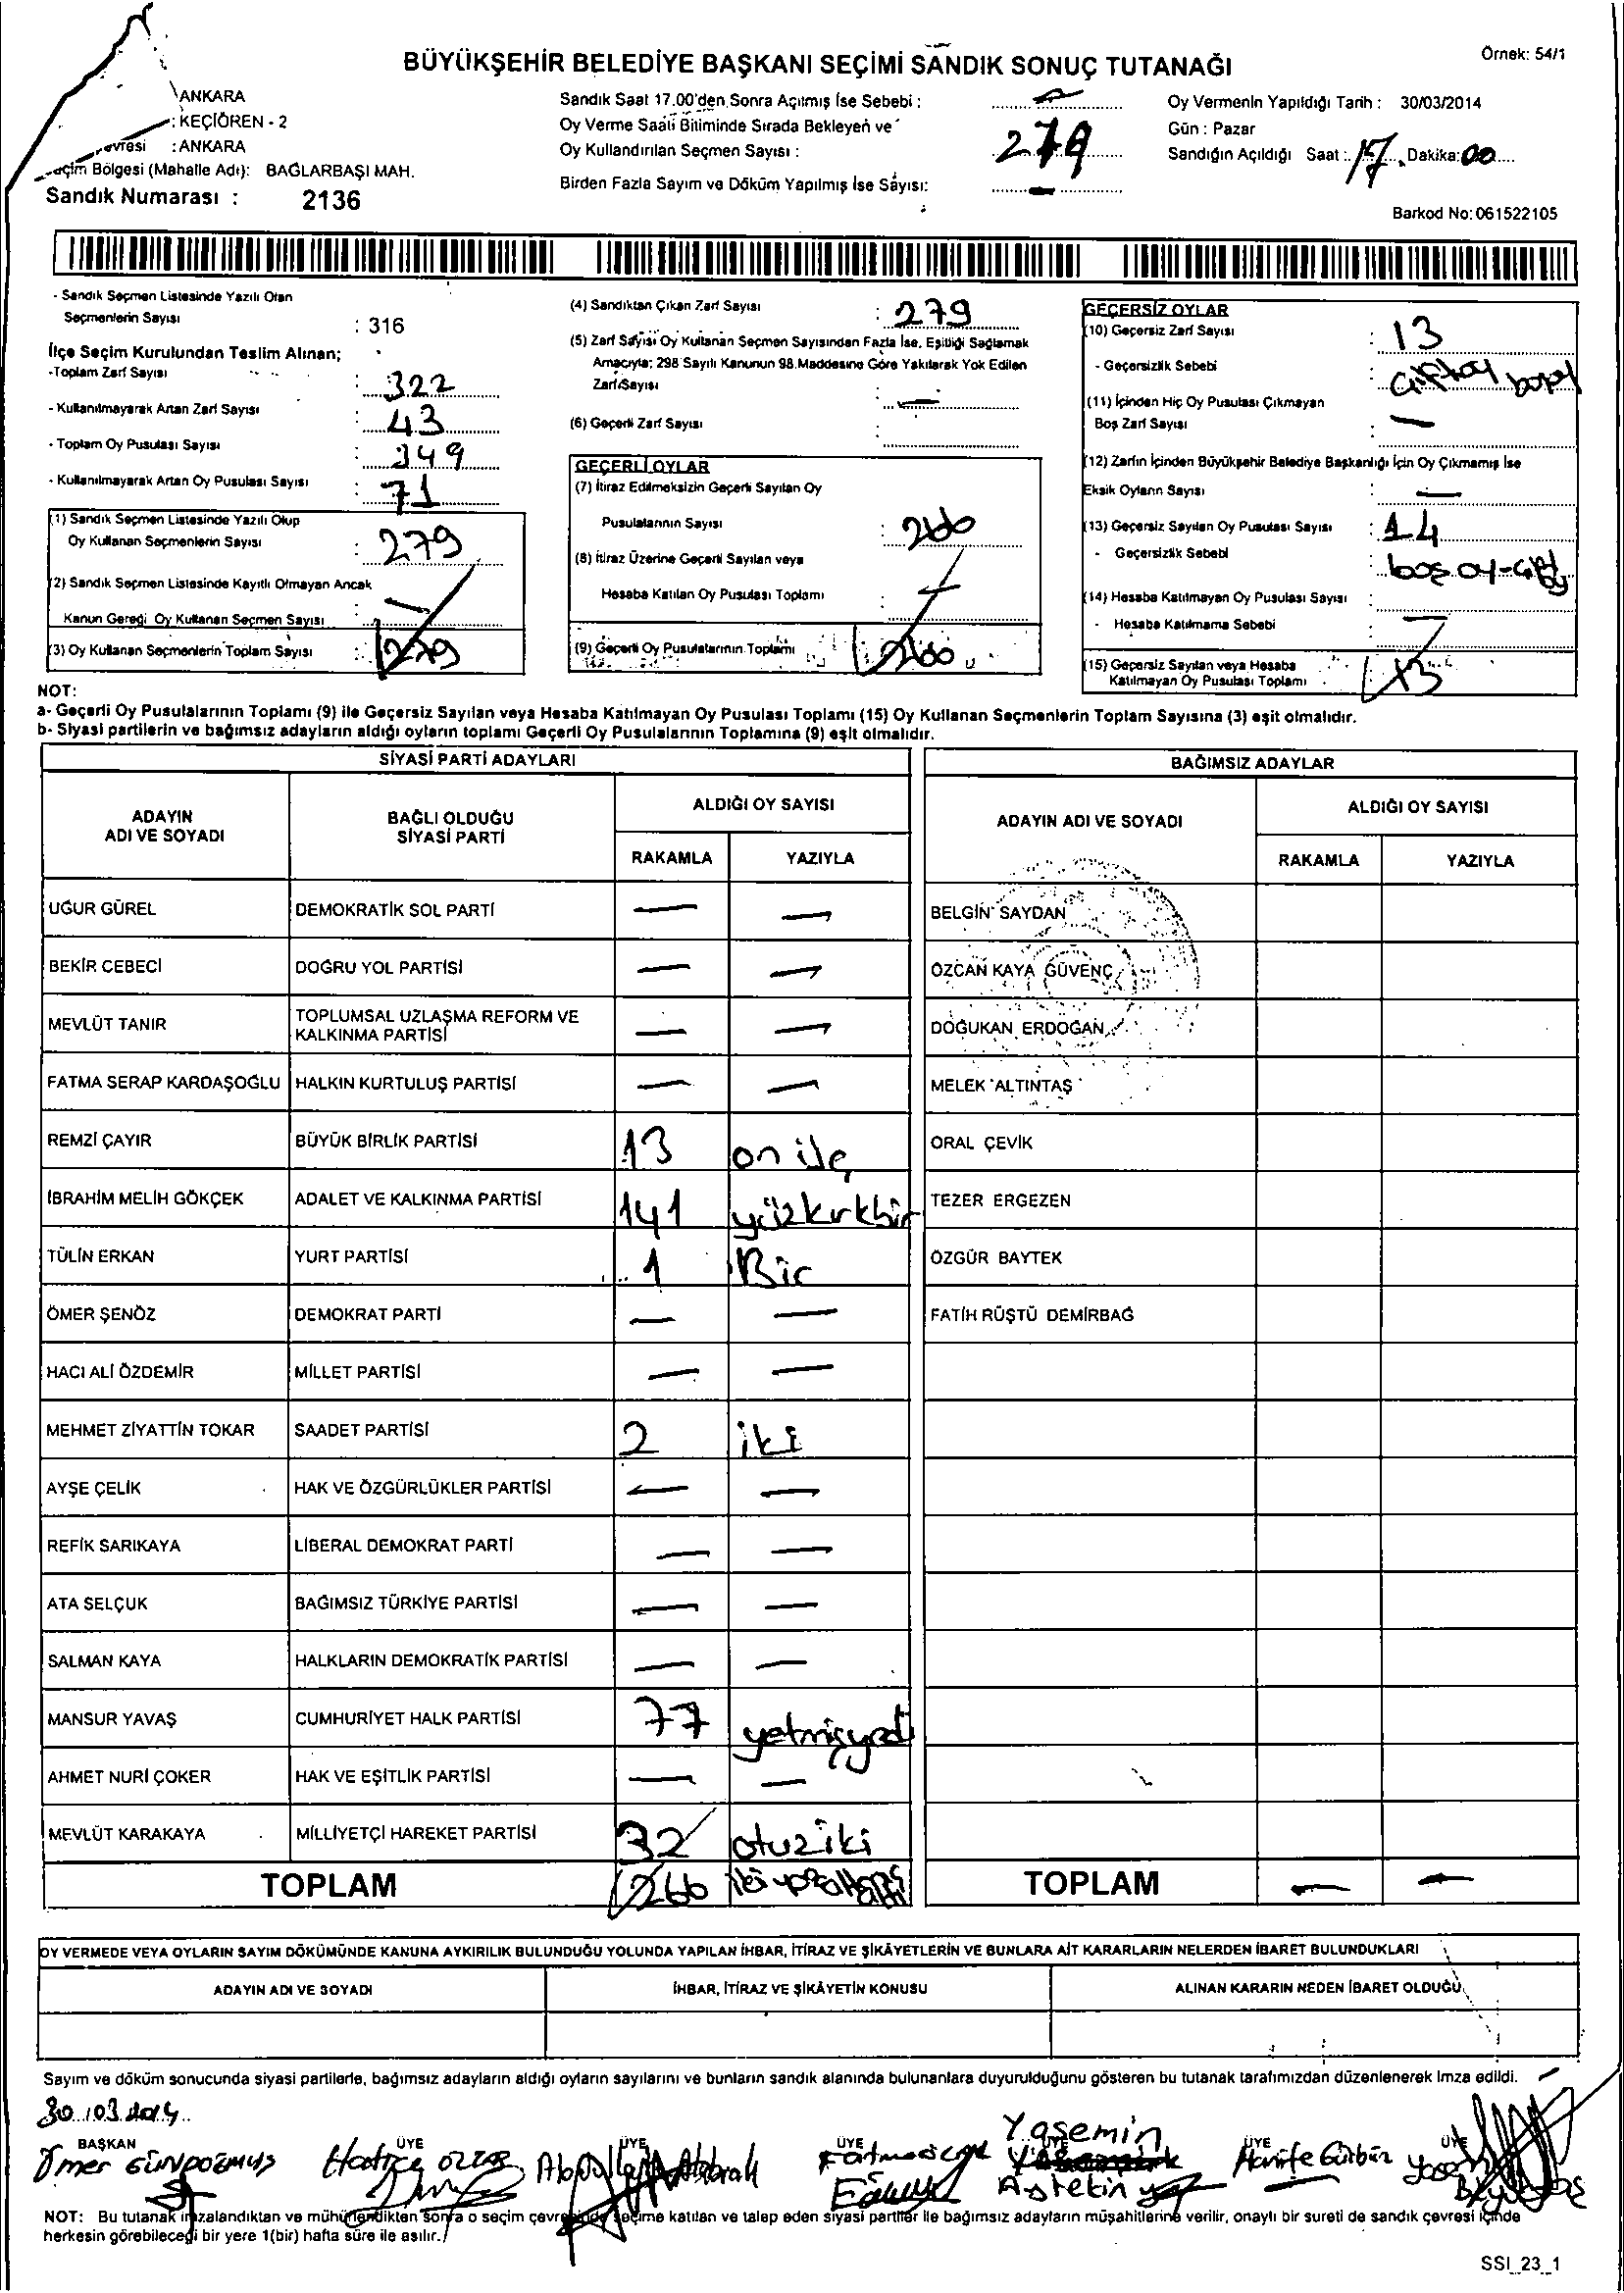 BÜYÜKŞEHİR BELEDİYE BAŞKANI SEÇİMİ SANDIK SONUÇ TUTANAĞI
Örnek: 54/1
ANKARA
: KEÇİÖREN - 2
evresi : ANKARA
eçim Bölgesi (Mahalle Adı): BAĞLARBAŞI MAH.
Sandık Numarası : 2136
Sandık Saat 17.00'den Sonra Açılmış İse Sebebi : —
Oy Verme Saati Bitiminde Sırada Bekleyen ve
Oy Kullandırılan Seçmen Sayısı : 279
Birden Fazla Sayım ve Döküm Yapılmış İse Sayısı: —
Oy Vermenin Yapıldığı Tarih : 30/03/2014
Gün : Pazar
Sandığın Açıldığı Saat : 17 Dakika: 00
Barkod No: 061522105
- Sandık Seçmen Listesinde Yazılı Olan
Seçmenlerin Sayısı : 316
İlçe Seçim Kurulundan Teslim Alınan;
-Toplam Zarf Sayısı : 322
- Kullanılmayarak Artan Zarf Sayısı : 43
- Toplam Oy Pusulası Sayısı : 349
- Kullanılmayarak Artan Oy Pusulası Sayısı : 71
(1) Sandık Seçmen Listesinde Yazılı Olup
Oy Kullanan Seçmenlerin Sayısı : 279
(2) Sandık Seçmen Listesinde Kayıtlı Olmayan Ancak
Kanun Gereği Oy Kullanan Seçmen Sayısı : —
(3) Oy Kullanan Seçmenlerin Toplam Sayısı : 279
(4) Sandıktan Çıkan Zarf Sayısı : 279
(5) Zarf Sayısı Oy Kullanan Seçmen Sayısından Fazla İse, Eşitliği Sağlamak
Amacıyla; 298 Sayılı Kanunun 98.Maddesine Göre Yakılarak Yok Edilen
Zarf Sayısı : —
(6) Geçerli Zarf Sayısı :
GEÇERLİ OYLAR
(7) İtiraz Edilmeksizin Geçerli Sayılan Oy
Pusulalarının Sayısı : 266
(8) İtiraz Üzerine Geçerli Sayılan veya
Hesaba Katılan Oy Pusulası Toplamı :
(9) Geçerli Oy Pusulalarının Toplamı : 266
GEÇERSİZ OYLAR
(10) Geçersiz Zarf Sayısı : 13
- Geçersizlik Sebebi :
(11) İçinden Hiç Oy Pusulası Çıkmayan
Boş Zarf Sayısı : —
(12) Zarfın İçinden Büyükşehir Belediye Başkanlığı İçin Oy Çıkmamış İse
Eksik Oyların Sayısı : —
(13) Geçersiz Sayılan Oy Pusulası Sayısı : 14
- Geçersizlik Sebebi : boş oy-
(14) Hesaba Katılmayan Oy Pusulası Sayısı :
- Hesaba Katılmama Sebebi :
(15) Geçersiz Sayılan veya Hesaba
Katılmayan Oy Pusulası Toplamı : 13
NOT:
a- Geçerli Oy Pusulalarının Toplamı (9) ile Geçersiz Sayılan veya Hesaba Katılmayan Oy Pusulası Toplamı (15) Oy Kullanan Seçmenlerin Toplam Sayısına (3) eşit olmalıdır.
b- Siyasi partilerin ve bağımsız adayların aldığı oyların toplamı Geçerli Oy Pusulalarının Toplamına (9) eşit olmalıdır.
SİYASİ PARTİ ADAYLARI
ADAYIN ADI VE SOYADI BAĞLI OLDUĞU SİYASİ PARTİ ALDIĞI OY SAYISI
RAKAMLA YAZIYLA
UĞUR GÜREL DEMOKRATİK SOL PARTİ — —
BEKİR CEBECİ DOĞRU YOL PARTİSİ — —
MEVLÜT TANIR TOPLUMSAL UZLAŞMA REFORM VE KALKINMA PARTİSİ — —
FATMA SERAP KARDAŞOĞLU HALKIN KURTULUŞ PARTİSİ — —
REMZİ ÇAYIR BÜYÜK BİRLİK PARTİSİ 13 on üç
İBRAHİM MELİH GÖKÇEK ADALET VE KALKINMA PARTİSİ 141 yüzkırkbir
TÜLİN ERKAN YURT PARTİSİ 1 Bir
ÖMER ŞENÖZ DEMOKRAT PARTİ — —
HACI ALİ ÖZDEMİR MİLLET PARTİSİ — —
MEHMET ZİYATTİN TOKAR SAADET PARTİSİ 2 iki
AYŞE ÇELİK HAK VE ÖZGÜRLÜKLER PARTİSİ — —
REFİK SARIKAYA LİBERAL DEMOKRAT PARTİ — —
ATA SELÇUK BAĞIMSIZ TÜRKİYE PARTİSİ — —
SALMAN KAYA HALKLARIN DEMOKRATİK PARTİSİ — —
MANSUR YAVAŞ CUMHURİYET HALK PARTİSİ 77 yetmişyedi
AHMET NURİ ÇOKER HAK VE EŞİTLİK PARTİSİ — —
MEVLÜT KARAKAYA MİLLİYETÇİ HAREKET PARTİSİ 32 otuziki
TOPLAM 266
BAĞIMSIZ ADAYLAR
ADAYIN ADI VE SOYADI ALDIĞI OY SAYISI
RAKAMLA YAZIYLA
BELGİN SAYDAN
ÖZCAN KAYA GÜVENÇ
DOĞUKAN ERDOĞAN
MELEK ALTINTAŞ
ORAL ÇEVİK
TEZER ERGEZEN
ÖZGÜR BAYTEK
FATİH RÜŞTÜ DEMİRBAĞ
TOPLAM — —
OY VERMEDE VEYA OYLARIN SAYIM DÖKÜMÜNDE KANUNA AYKIRILIK BULUNDUĞU YOLUNDA YAPILAN İHBAR, İTİRAZ VE ŞİKÂYETLERİN VE BUNLARA AİT KARARLARIN NELERDEN İBARET BULUNDUKLARI
ADAYIN ADI VE SOYADI İHBAR, İTİRAZ VE ŞİKÂYETİN KONUSU ALINAN KARARIN NEDEN İBARET OLDUĞU
Sayım ve döküm sonucunda siyasi partilerle, bağımsız adayların aldığı oyların sayılarını ve bunların sandık alanında bulunanlara duyurulduğunu gösteren bu tutanak tarafımızdan düzenlenerek imza edildi.
30.03.2014
BAŞKAN ÜYE ÜYE ÜYE ÜYE ÜYE ÜYE
Ömer Hatice Yasemin Hanife Gürbüz
Aytekin
NOT: Bu tutanak imzalandıktan ve mühürlendikten sonra o seçim çevresinde seçime katılan ve talep eden siyasi partiler ile bağımsız adayların müşahitlerine verilir, onaylı bir sureti de sandık çevresi içinde
herkesin görebileceği bir yere 1(bir) hafta süre ile asılır.
SSI_23_1